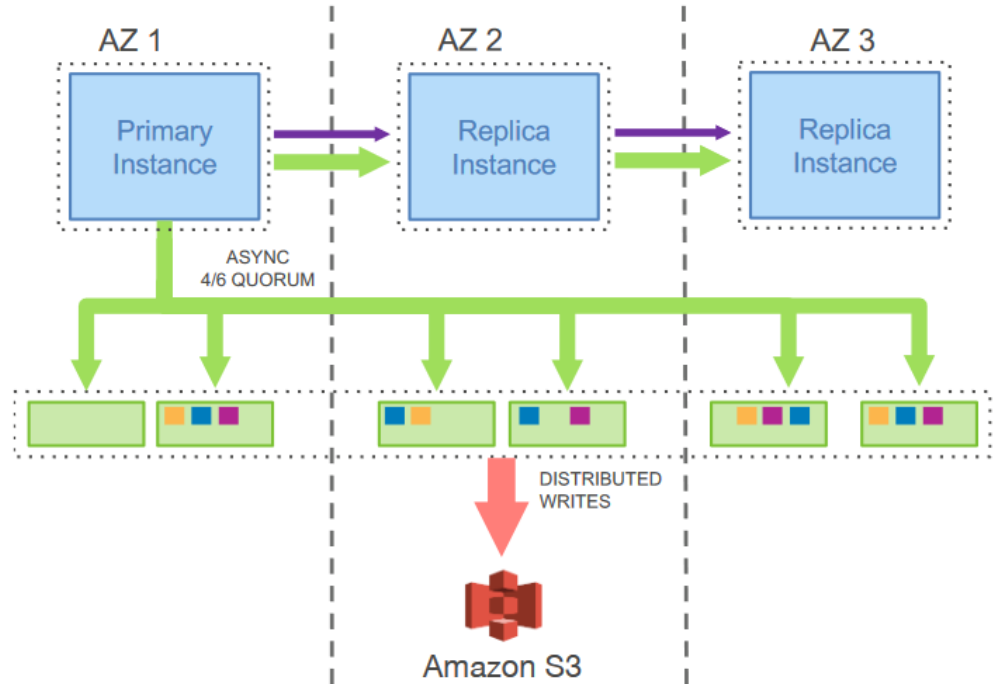 AZ 1
AZ 2
AZ 3
Primary
Instance
Replica
Instance
Replica
Instance
ASYNC
4/6 QUORUM
DISTRIBUTED
WRITES
Amazon S3